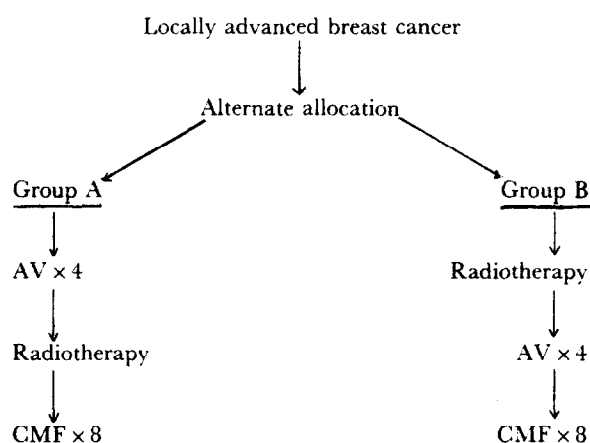 Locally advanced breast cancer
Alternate allocation
Group A
Group B
AV × 4
Radiotherapy
Radiotherapy
AV × 4
CMF × 8
CMF × 8